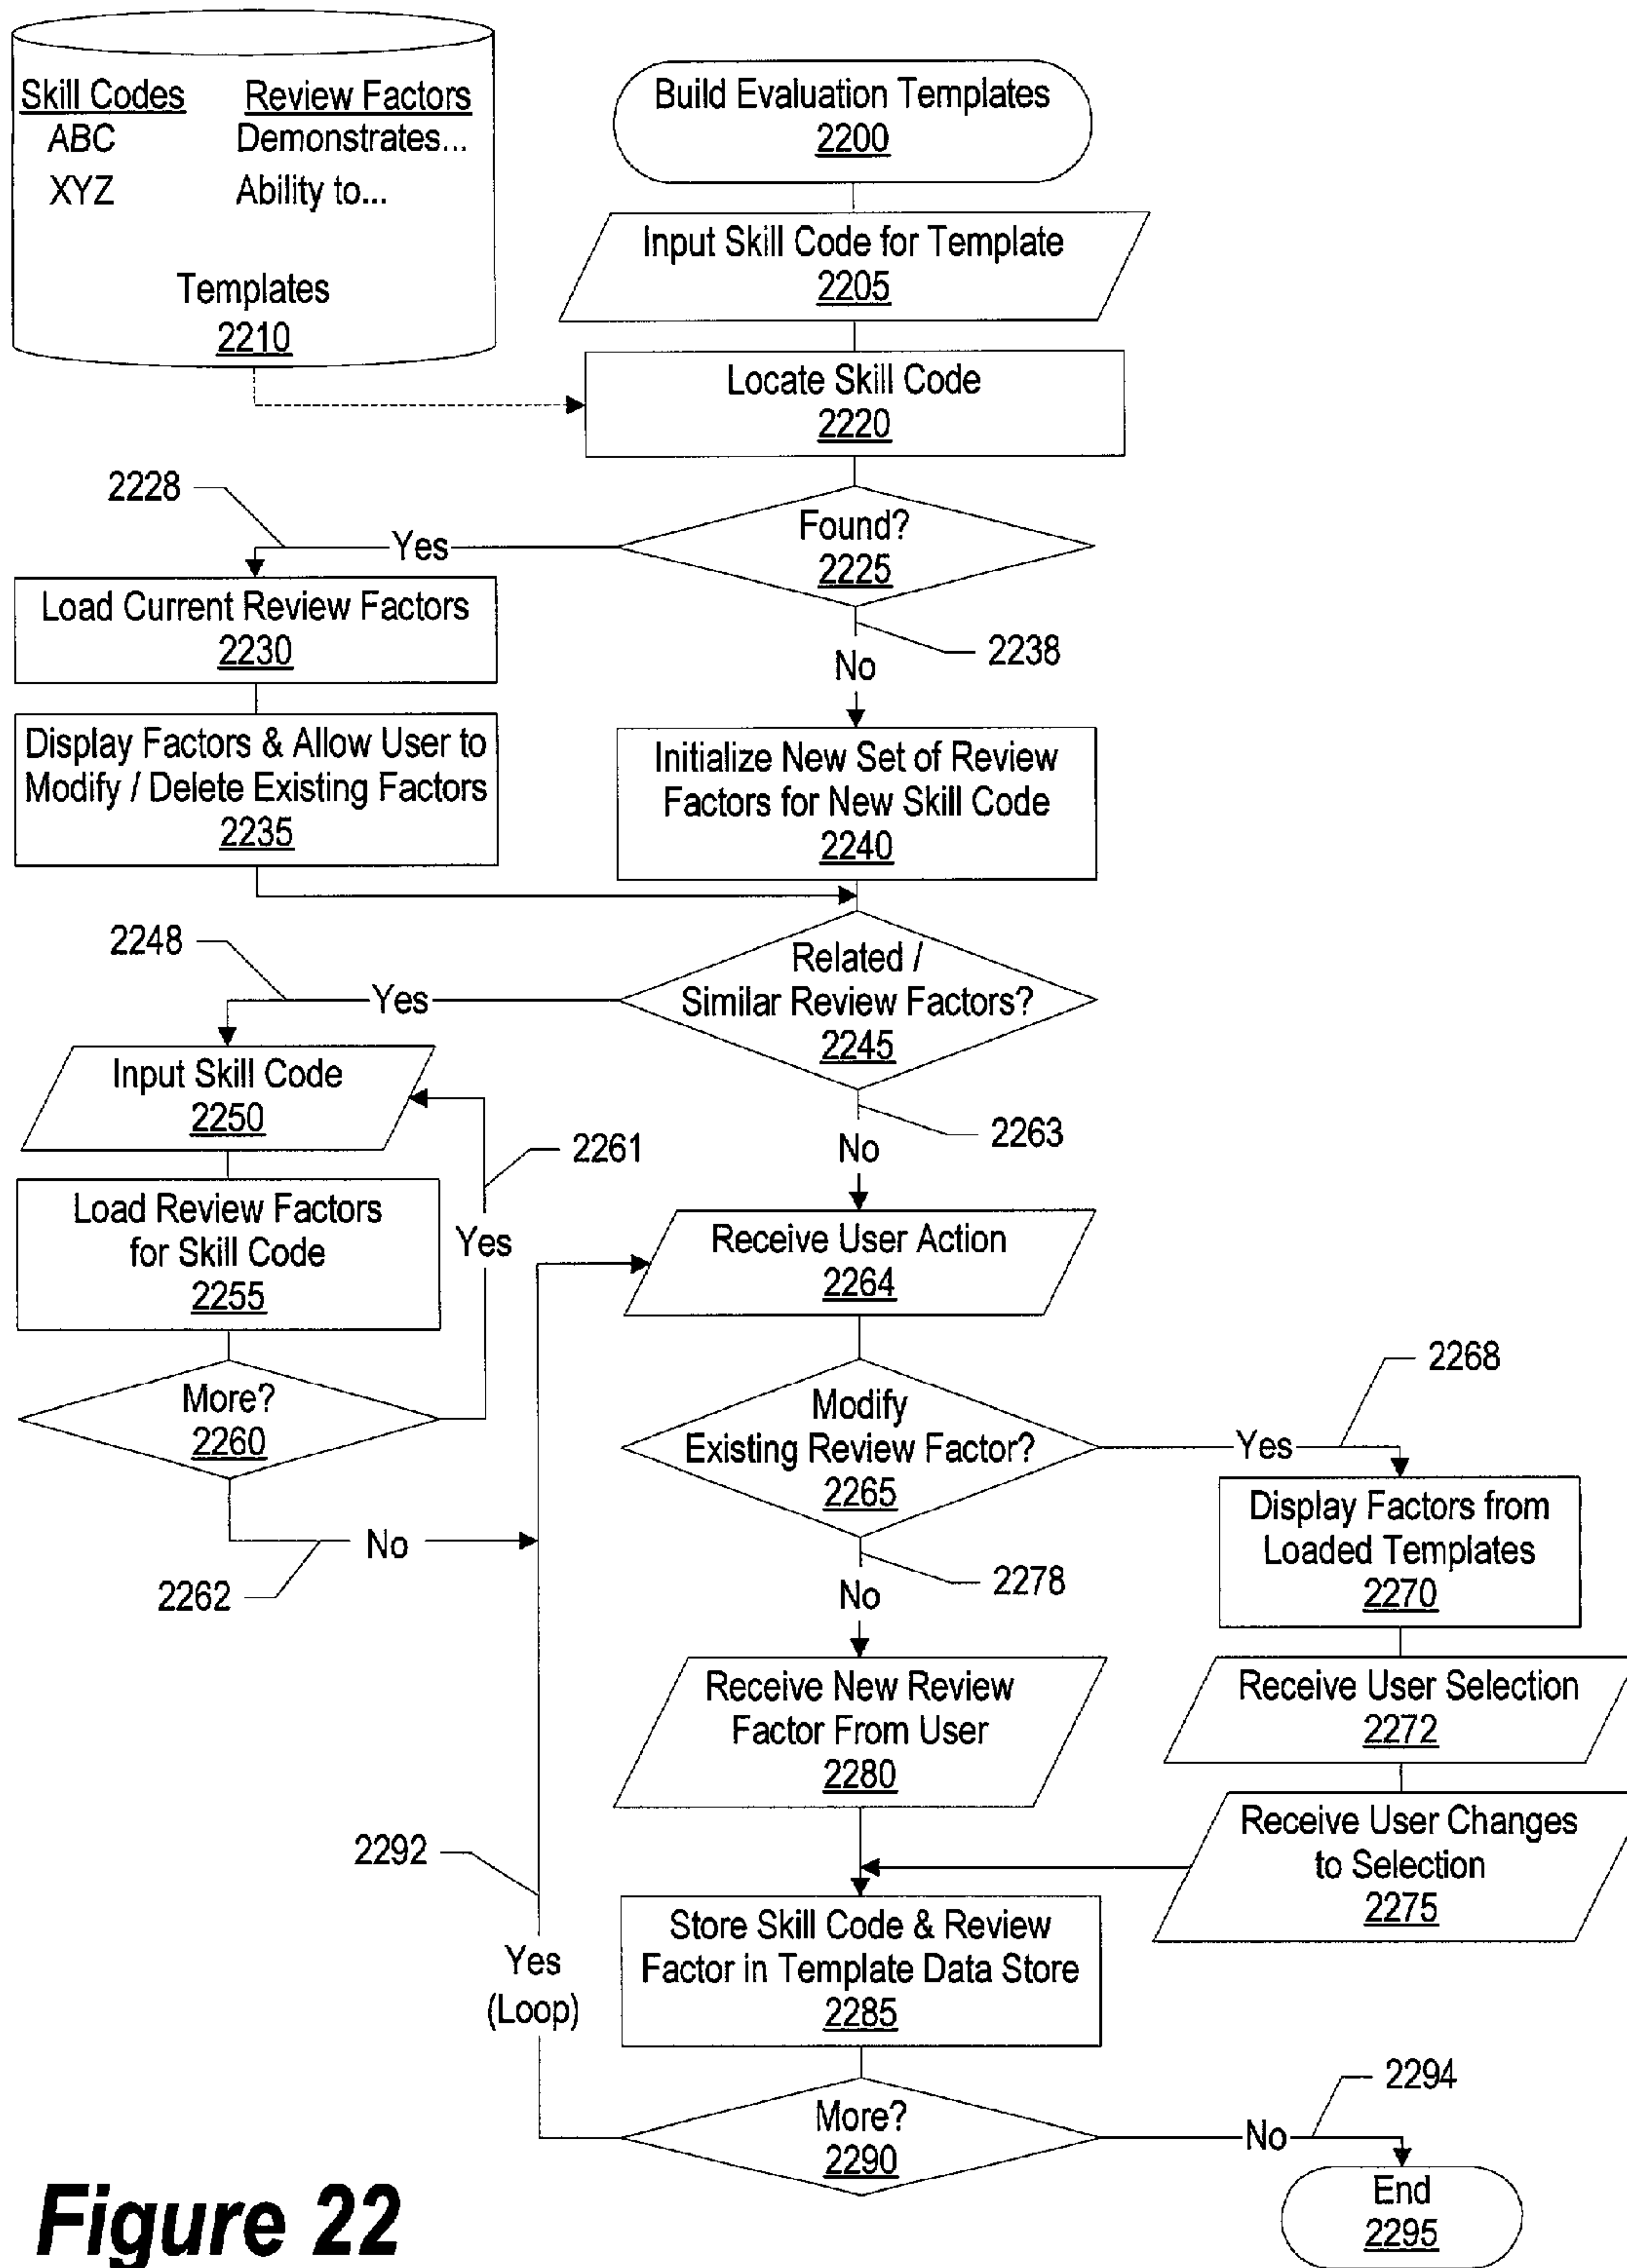 Skill Codes Review Factors
ABC Demonstrates...
XYZ Ability to...
Templates
2210
Build Evaluation Templates
2200
Input Skill Code for Template
2205
Locate Skill Code
2220
2228
Yes
Found?
2225
Load Current Review Factors
2230
2238
No
Display Factors & Allow User to
Modify / Delete Existing Factors
2235
Initialize New Set of Review
Factors for New Skill Code
2240
2248
Yes
Related /
Similar Review Factors?
2245
Input Skill Code
2250
2263
No
2261
Yes
Load Review Factors
for Skill Code
2255
Receive User Action
2264
More?
2260
No
2262
Modify
Existing Review Factor?
2265
2268
Yes
Display Factors from
Loaded Templates
2270
2278
No
Receive New Review
Factor From User
2280
Receive User Selection
2272
Receive User Changes
to Selection
2275
2292
Yes
(Loop)
Store Skill Code & Review
Factor in Template Data Store
2285
More?
2290
2294
No
End
2295
Figure 22